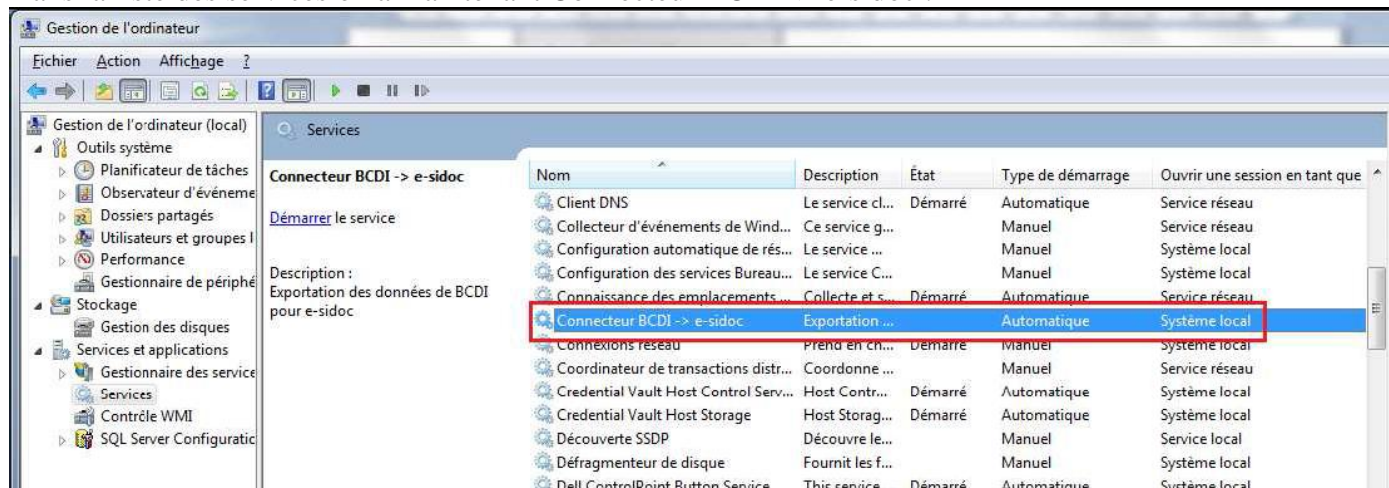 Gestion de l'ordinateur
Fichier Action Affichage ?
Gestion de l'ordinateur (local)
Outils système
Planificateur de tâches
Observateur d'événeme
Dossiers partagés
Utilisateurs et groupes l
Performance
Gestionnaire de périphé
Stockage
Gestion des disques
Services et applications
Gestionnaire des service
Services
Contrôle WMI
SQL Server Configuratic
Services
Connecteur BCDI -> e-sidoc
Démarrer le service
Description :
Exportation des données de BCDI
pour e-sidoc
Nom Description État Type de démarrage Ouvrir une session en tant que
Client DNS Le service cl... Démarré Automatique Service réseau
Collecteur d'événements de Wind... Ce service g... Manuel Service réseau
Configuration automatique de rés... Le service ... Manuel Système local
Configuration des services Bureau... Le service C... Manuel Système local
Connaissance des emplacements ... Collecte et s... Démarré Automatique Service réseau
Connecteur BCDI -> e-sidoc Exportation ... Automatique Système local
Connexions réseau Prend en ch... Démarré Manuel Système local
Coordinateur de transactions distr... Coordonne ... Manuel Service réseau
Credential Vault Host Control Serv... Host Contr... Démarré Automatique Système local
Credential Vault Host Storage Host Storag... Démarré Automatique Système local
Découverte SSDP Découvre le... Manuel Service local
Défragmenteur de disque Fournit les f... Manuel Système local
Dell ControlPoint Button Service This service... Démarré Automatique Système local